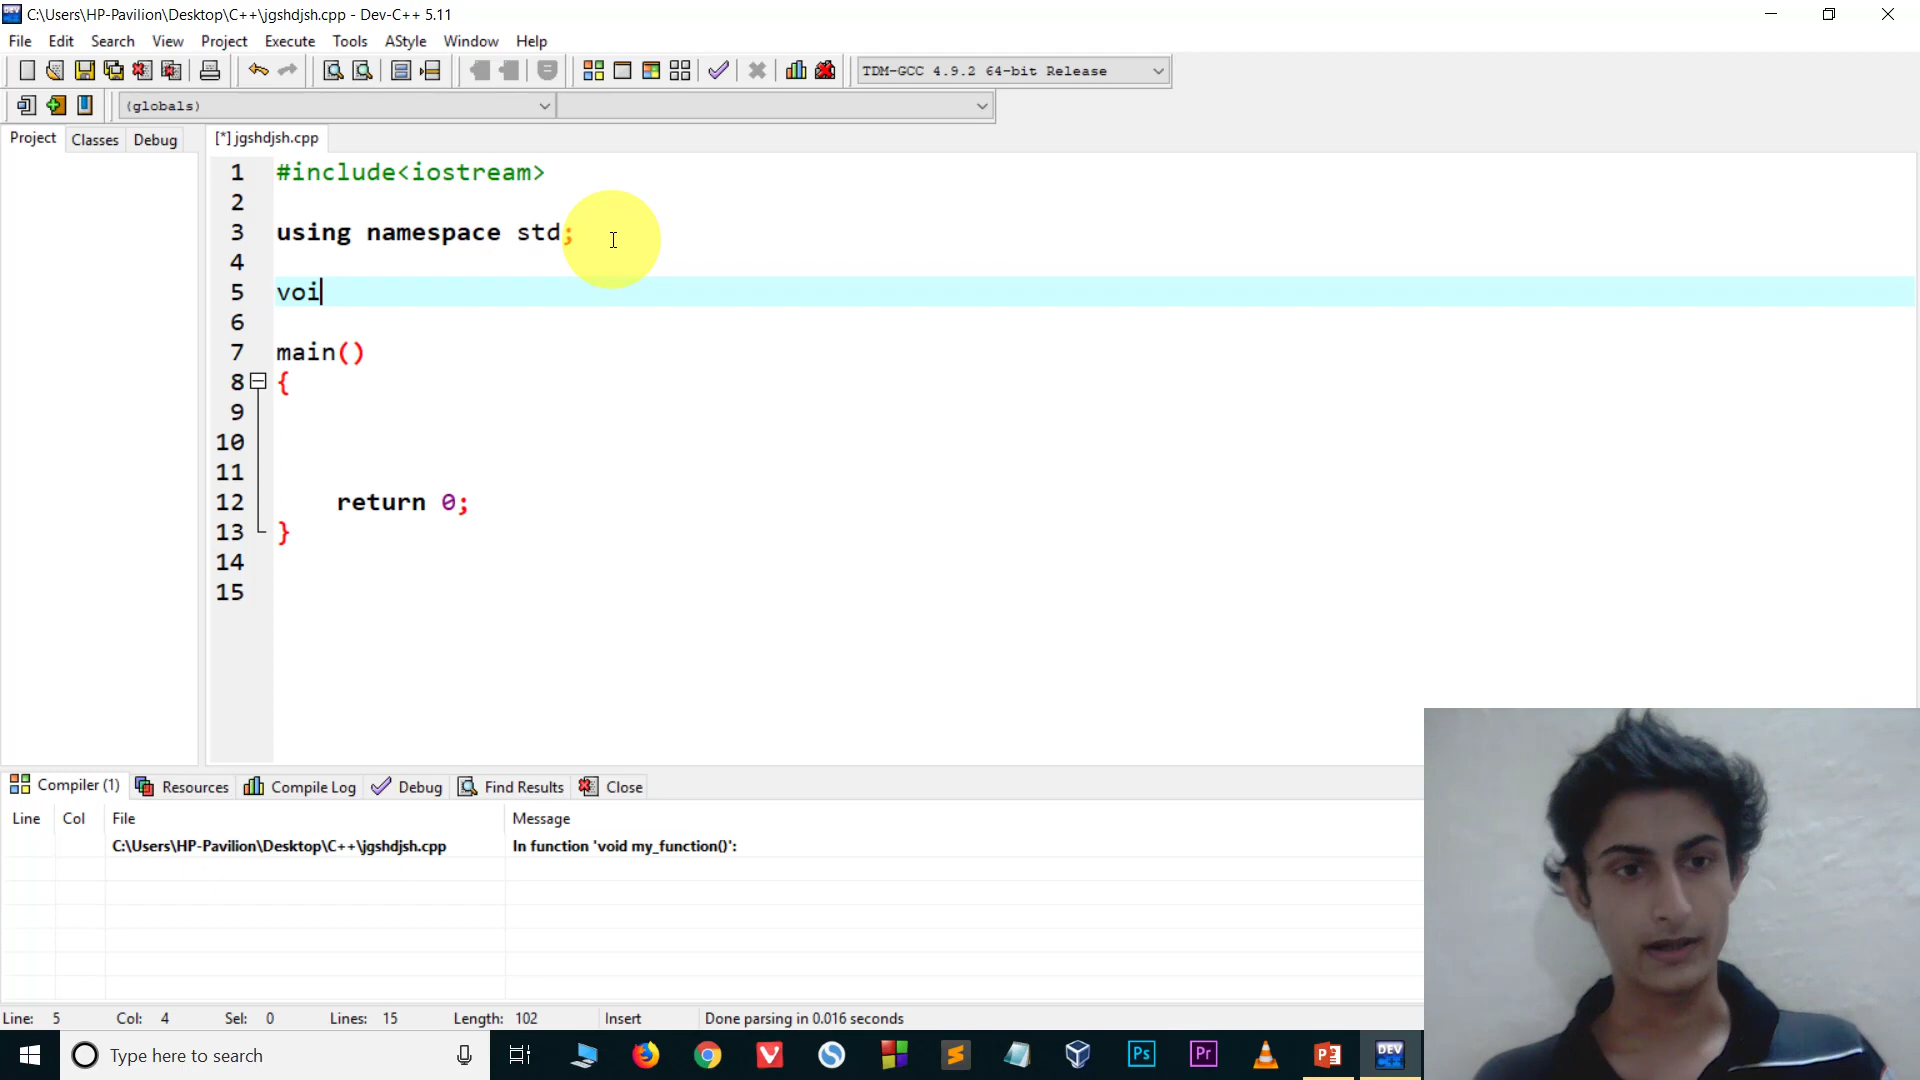 C:\Users\HP-Pavilion\Desktop\C++\jgshdjsh.cpp - Dev-C++ 5.11
File Edit Search View Project Execute Tools AStyle Window Help
TDM-GCC 4.9.2 64-bit Release
(globals)
Project Classes Debug [*] jgshdjsh.cpp
1 #include<iostream>
2
3 using namespace std;
4
5 voi
6
7 main()
8 {
9
10
11
12 return 0;
13 }
14
15
Compiler (1) Resources Compile Log Debug Find Results Close
Line Col File Message
C:\Users\HP-Pavilion\Desktop\C++\jgshdjsh.cpp In function 'void my_function()':
Line: 5 Col: 4 Sel: 0 Lines: 15 Length: 102 Insert Done parsing in 0.016 seconds
Type here to search Ps Pr DEV C++